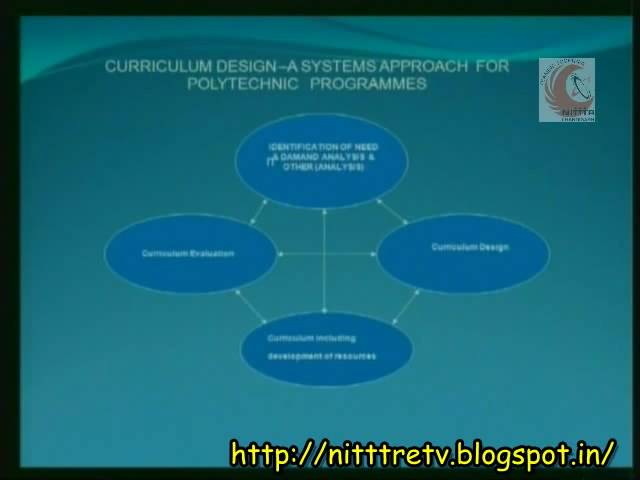 CURRICULUM DESIGN –A SYSTEMS APPROACH FOR
POLYTECHNIC PROGRAMMES
IDENTIFICATION OF NEED
& DAMAND ANALYSIS &
OTHER (ANALYSIS)
Curriculum Evaluation
Curriculum Design
Curriculum including
development of resources
NITTTR
CHANDIGARH
http://nitttretv.blogspot.in/